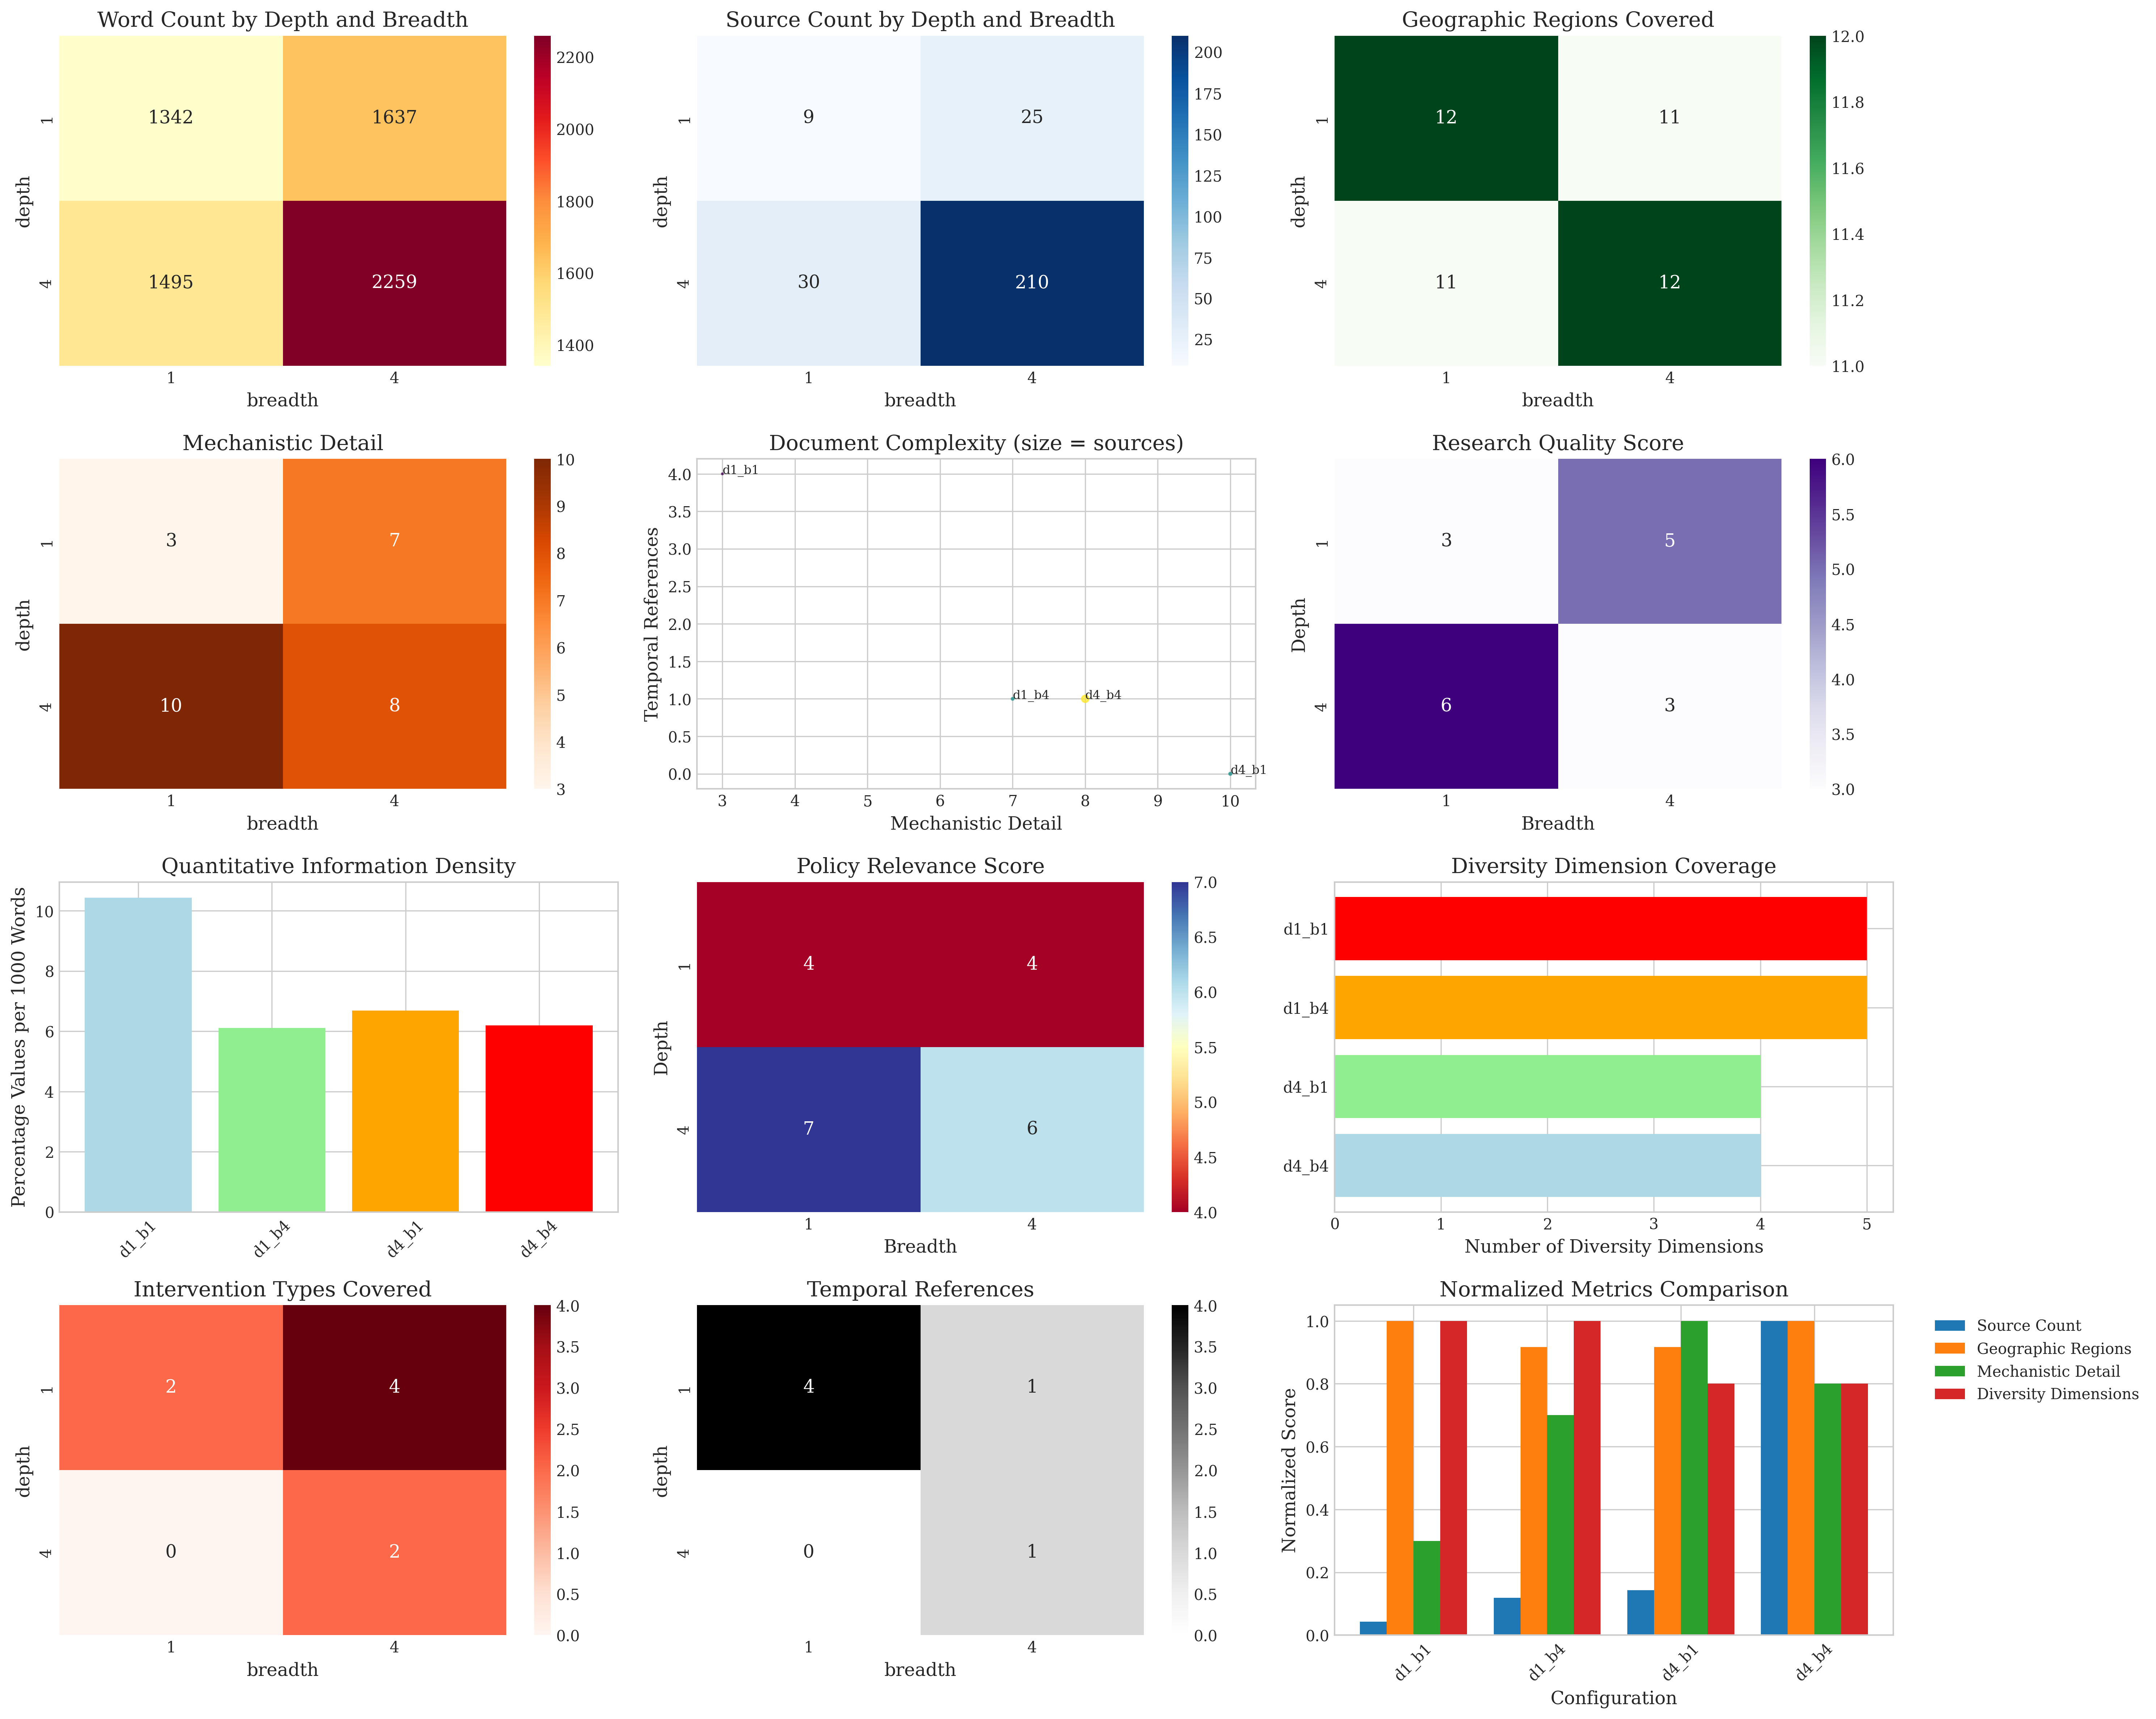 Word Count by Depth and Breadth
1342
1637
1495
2259
1
4
depth
1
4
breadth
2200
2000
1800
1600
1400
Source Count by Depth and Breadth
9
25
30
210
1
4
depth
1
4
breadth
200
175
150
125
100
75
50
25
Geographic Regions Covered
12
11
11
12
1
4
depth
1
4
breadth
12.0
11.8
11.6
11.4
11.2
11.0
Mechanistic Detail
3
7
10
8
1
4
depth
1
4
breadth
10
9
8
7
6
5
4
3
Document Complexity (size = sources)
Temporal References
4.0
3.5
3.0
2.5
2.0
1.5
1.0
0.5
0.0
d1_b1
d1_b4
d4_b4
d4_b1
3
4
5
6
7
8
9
10
Mechanistic Detail
Research Quality Score
3
5
6
3
1
4
Depth
1
4
Breadth
6.0
5.5
5.0
4.5
4.0
3.5
3.0
Quantitative Information Density
Percentage Values per 1000 Words
10
8
6
4
2
0
d1_b1
d1_b4
d4_b1
d4_b4
Policy Relevance Score
4
4
7
6
1
4
Depth
1
4
Breadth
7.0
6.5
6.0
5.5
5.0
4.5
4.0
Diversity Dimension Coverage
d1_b1
d1_b4
d4_b1
d4_b4
0
1
2
3
4
5
Number of Diversity Dimensions
Intervention Types Covered
2
4
0
2
1
4
depth
1
4
breadth
4.0
3.5
3.0
2.5
2.0
1.5
1.0
0.5
0.0
Temporal References
4
1
0
1
1
4
depth
1
4
breadth
4.0
3.5
3.0
2.5
2.0
1.5
1.0
0.5
0.0
Normalized Metrics Comparison
Normalized Score
1.0
0.8
0.6
0.4
0.2
0.0
d1_b1
d1_b4
d4_b1
d4_b4
Configuration
Source Count
Geographic Regions
Mechanistic Detail
Diversity Dimensions